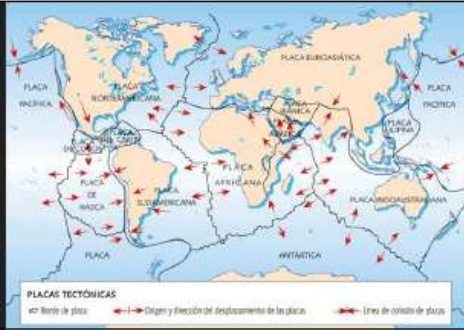 PLACA EUROASIÁTICA
PLACA
PACÍFICA
PLACA
NORTEAMERICANA
PLACA
PACÍFICA
PLACA
ARÁBIGA
PLACA
FILIPINA
PLACA
DEL CARIBE
PLACA
DE
NAZCA
PLACA
SUDAMERICANA
PLACA
AFRICANA
PLACA INDOAUSTRALIANA
PLACA
ANTÁRTICA
PLACAS TECTÓNICAS
Borde de placa
Origen y dirección del desplazamiento de las placas
Línea de colisión de placas